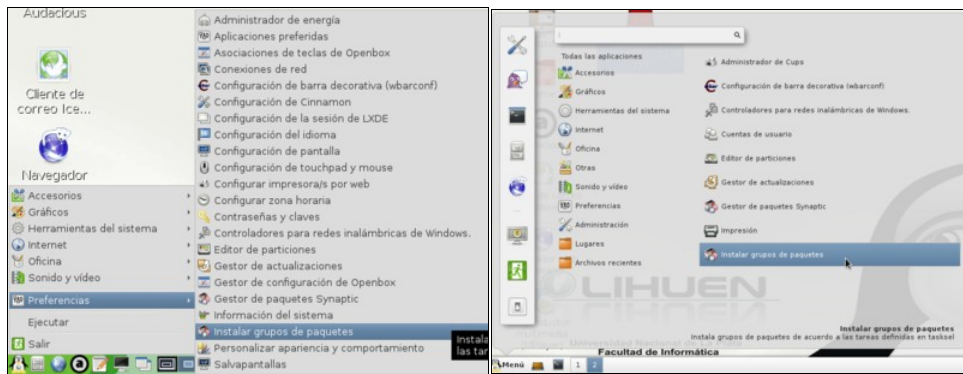 Audacious
Cliente de
correo Ice...
Navegador
Accesorios
Gráficos
Herramientas del sistema
Internet
Oficina
Sonido y vídeo
Preferencias
Ejecutar
Salir
Administrador de energía
Aplicaciones preferidas
Asociaciones de teclas de Openbox
Conexiones de red
Configuración de barra decorativa (wbarconf)
Configuración de Cinnamon
Configuración de la sesión de LXDE
Configuración del idioma
Configuración de pantalla
Configuración de touchpad y mouse
Configurar impresora/s por web
Configurar zona horaria
Contraseñas y claves
Controladores para redes inalámbricas de Windows.
Editor de particiones
Gestor de actualizaciones
Gestor de configuración de Openbox
Gestor de paquetes Synaptic
Información del sistema
Instalar grupos de paquetes
Personalizar apariencia y comportamiento
Salvapantallas
Instala
las tar
Todas las aplicaciones
Accesorios
Gráficos
Herramientas del sistema
Internet
Oficina
Otras
Sonido y vídeo
Preferencias
Administración
Lugares
Archivos recientes
Administrador de Cups
Configuración de barra decorativa (wbarconf)
Controladores para redes inalámbricas de Windows.
Cuentas de usuario
Editor de particiones
Gestor de actualizaciones
Gestor de paquetes Synaptic
Impresión
Instalar grupos de paquetes
LIHUEN
Instalar grupos de paquetes
Instala grupos de paquetes de acuerdo a las tareas definidas en tasksel
Universidad Nacional de La
Facultad de Informática
Menú
1
2